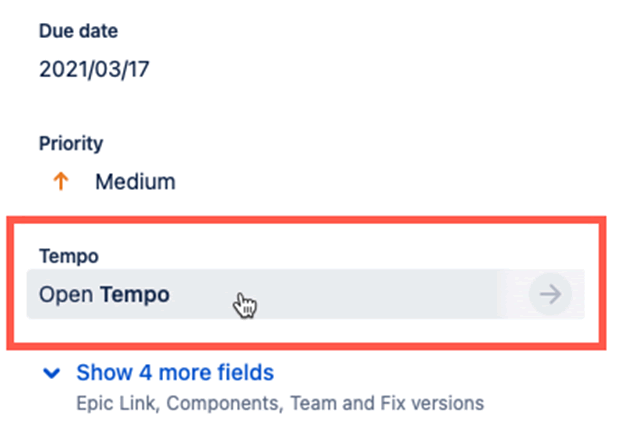 Due date
2021/03/17
Priority
Medium
Tempo
Open Tempo
Show 4 more fields
Epic Link, Components, Team and Fix versions